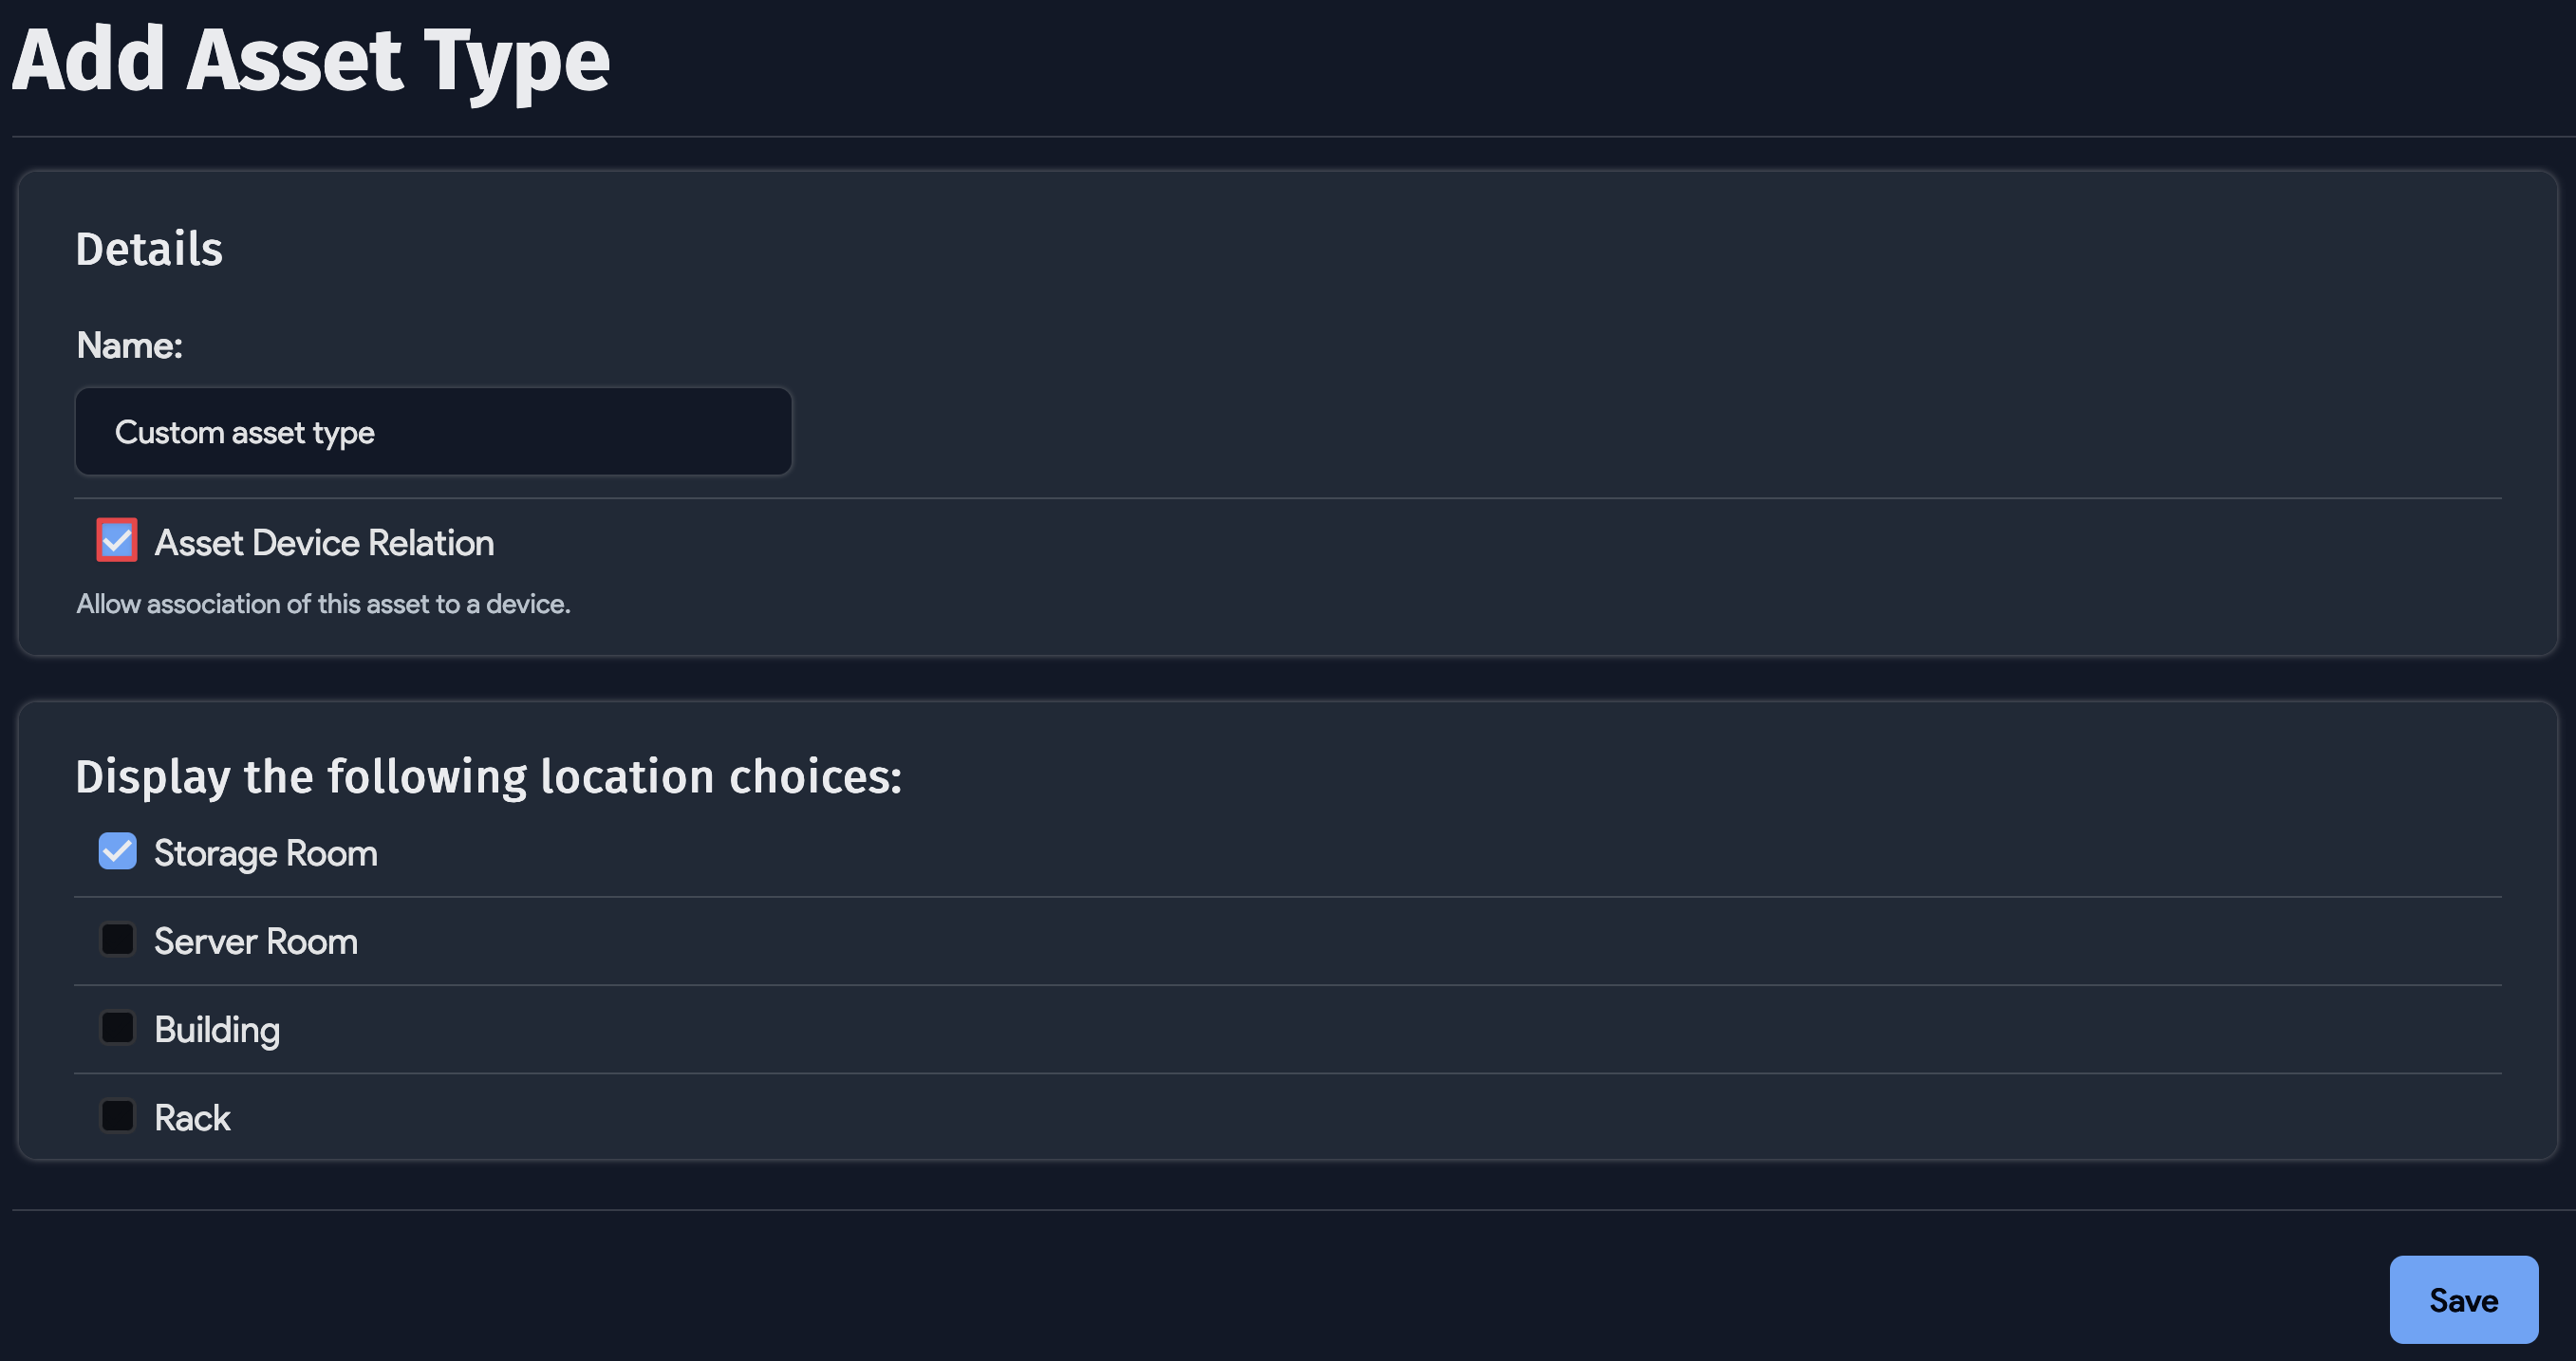 Add Asset Type
Details
Name:
Custom asset type
Asset Device Relation
Allow association of this asset to a device.
Display the following location choices:
Storage Room
Server Room
Building
Rack
Save